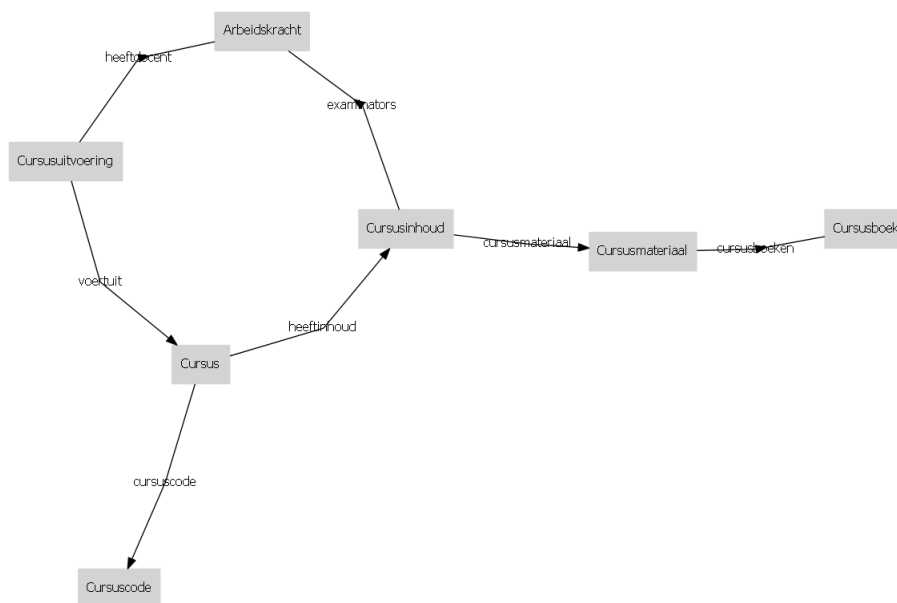 Arbeidskracht
heeftdocent
examinators
Cursusuitvoering
Cursusinhoud
Cursusboek
cursusmateriaal
Cursusmateriaal
cursusboeken
voertuit
heeftinhoud
Cursus
cursuscode
Cursuscode